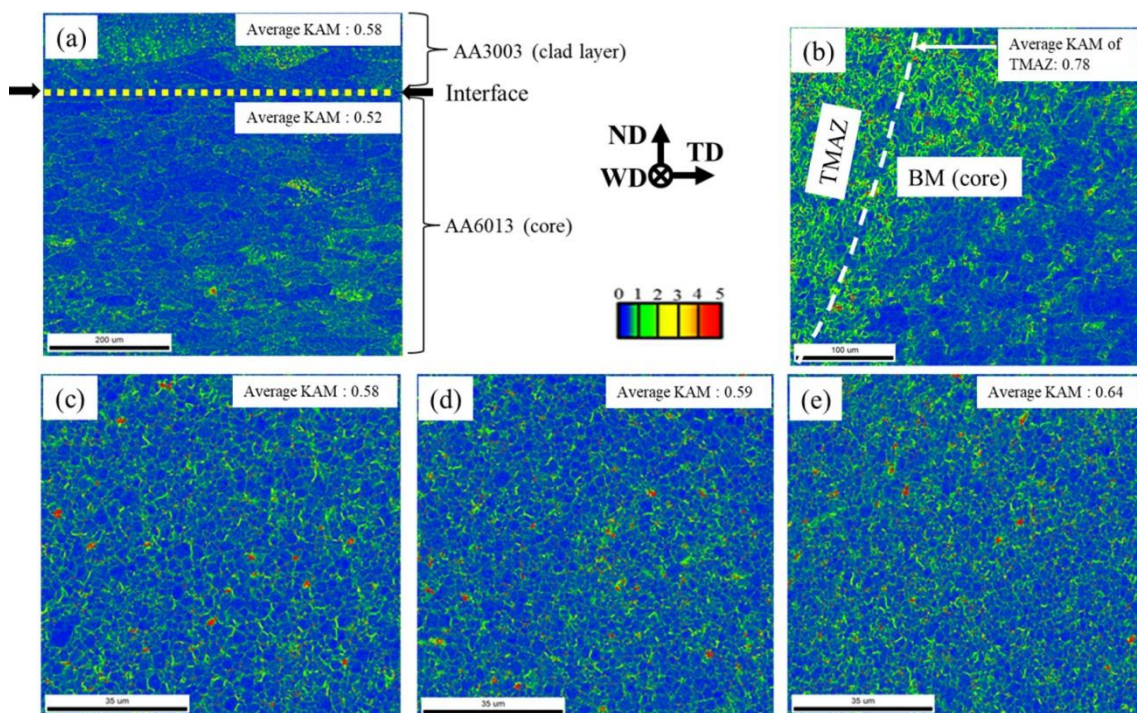 (a)
Average KAM : 0.58
AA3003 (clad layer)
Interface
Average KAM : 0.52
AA6013 (core)
200 um
ND
TD
WD
0 1 2 3 4 5
(b)
Average KAM of
TMAZ: 0.78
TMAZ
BM (core)
100 um
(c)
Average KAM : 0.58
35 um
(d)
Average KAM : 0.59
35 um
(e)
Average KAM : 0.64
35 um